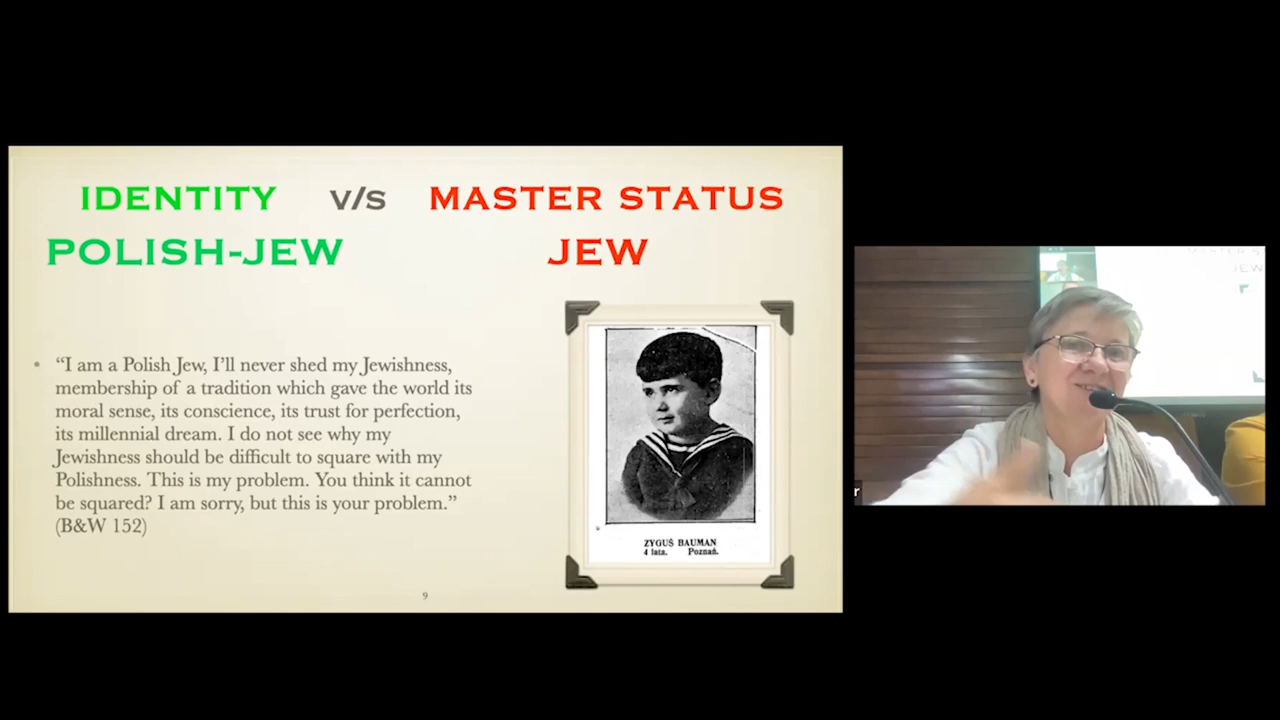 IDENTITY v/s MASTER STATUS
POLISH-JEW JEW
• “I am a Polish Jew, I’ll never shed my Jewishness,
membership of a tradition which gave the world its
moral sense, its conscience, its trust for perfection,
its millennial dream. I do not see why my
Jewishness should be difficult to square with my
Polishness. This is my problem. You think it cannot
be squared? I am sorry, but this is your problem.”
(B&W 152)
ZYGUŚ BAUMAN
4 lata. Poznań.
9
MASTER S
JEW
r